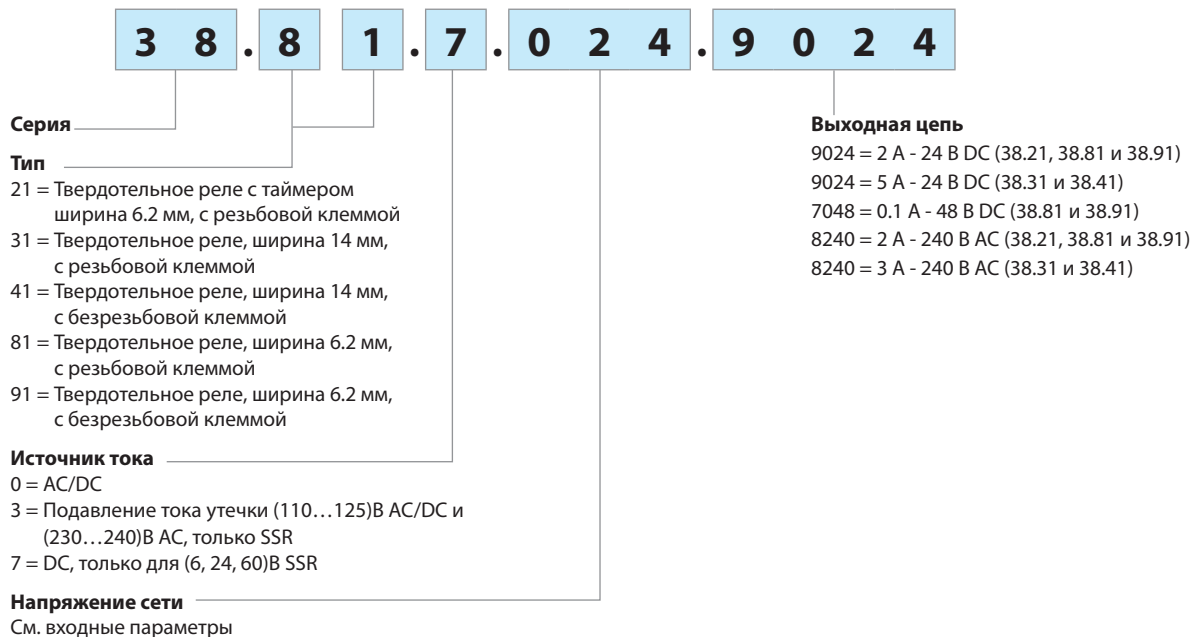 3 8 . 8 1 . 7 . 0 2 4 . 9 0 2 4
Серия
Тип
21 = Твердотельное реле с таймером
ширина 6.2 мм, с резьбовой клеммой
31 = Твердотельное реле, ширина 14 мм,
с резьбовой клеммой
41 = Твердотельное реле, ширина 14 мм,
с безрезьбовой клеммой
81 = Твердотельное реле, ширина 6.2 мм,
с резьбовой клеммой
91 = Твердотельное реле, ширина 6.2 мм,
с безрезьбовой клеммой
Источник тока
0 = AC/DC
3 = Подавление тока утечки (110…125)В AC/DC и
(230…240)В AC, только SSR
7 = DC, только для (6, 24, 60)В SSR
Напряжение сети
См. входные параметры
Выходная цепь
9024 = 2 A - 24 В DC (38.21, 38.81 и 38.91)
9024 = 5 A - 24 В DC (38.31 и 38.41)
7048 = 0.1 A - 48 В DC (38.81 и 38.91)
8240 = 2 A - 240 В AC (38.21, 38.81 и 38.91)
8240 = 3 A - 240 В AC (38.31 и 38.41)